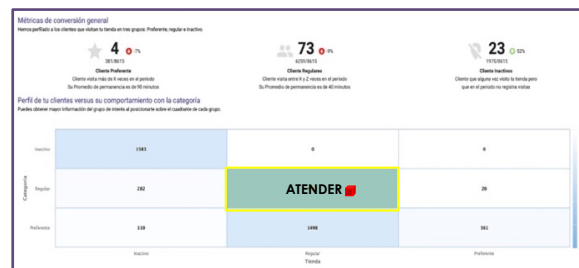 Métricas de conversión general
Hemos perfilado a los clientes que visitan tu tienda en tres grupos: Preferente, regular e inactivo.
4
73
23
Cliente Preferente
Cliente Regulares
Cliente Inactivos
Cliente visita más de X veces en el periodo
Cliente visita entre X y Z veces en el periodo
Cliente que alguna vez visito la tienda pero
Su Promedio de permanencia es de 90 minutos
Su Promedio de permanencia es de 40 minutos
que en el periodo no registra visitas
Perfil de tu clientes versus su comportamiento con la categoría
Puedes obtener mayor información del grupo de interés al posicionarte sobre el cuadrante de cada grupo.
Categoría
Inactivo
1583
0
0
Regular
282
ATENDER
20
Preferente
110
1498
361
Inactivo
Regular
Preferente
Tienda